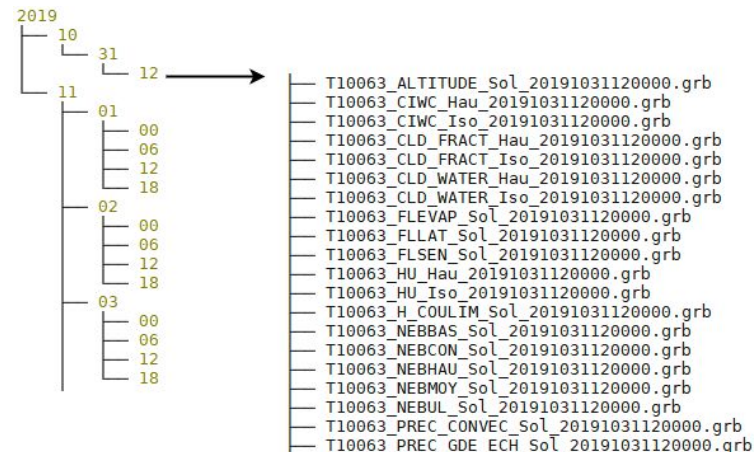 2019
10
31
12
11
01
00
06
12
18
02
00
06
12
18
03
00
06
12
18
T10063_ALTITUDE_Sol_20191031120000.grb
T10063_CIWC_Hau_20191031120000.grb
T10063_CIWC_Iso_20191031120000.grb
T10063_CLD_FRACT_Hau_20191031120000.grb
T10063_CLD_FRACT_Iso_20191031120000.grb
T10063_CLD_WATER_Hau_20191031120000.grb
T10063_CLD_WATER_Iso_20191031120000.grb
T10063_FLEVAP_Sol_20191031120000.grb
T10063_FLLAT_Sol_20191031120000.grb
T10063_FLSEN_Sol_20191031120000.grb
T10063_HU_Hau_20191031120000.grb
T10063_HU_Iso_20191031120000.grb
T10063_H_COULIM_Sol_20191031120000.grb
T10063_NEBBAS_Sol_20191031120000.grb
T10063_NEBCON_Sol_20191031120000.grb
T10063_NEBHAU_Sol_20191031120000.grb
T10063_NEBMOY_Sol_20191031120000.grb
T10063_NEBUL_Sol_20191031120000.grb
T10063_PREC_CONVEC_Sol_20191031120000.grb
T10063_PREC_GDE_ECH_Sol_20191031120000.grb